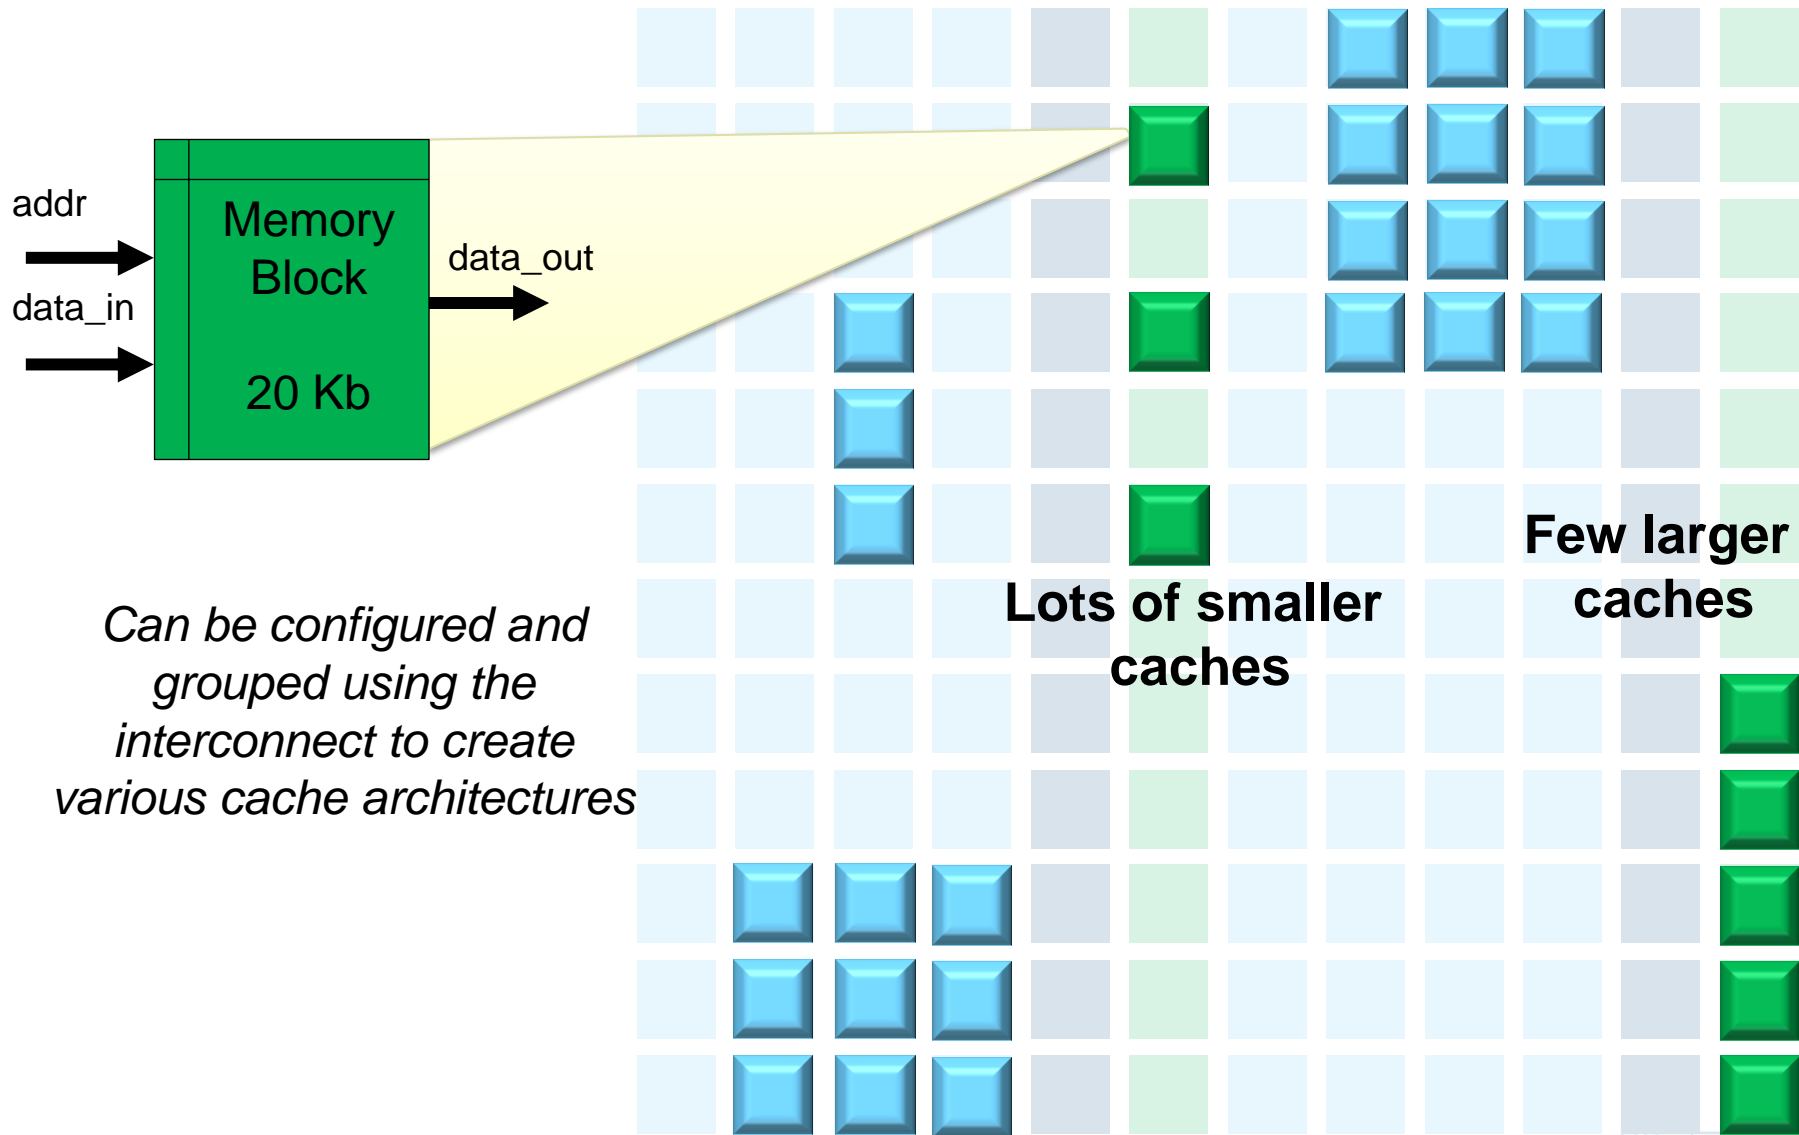 addr
data_in
Memory
Block
20 Kb
data_out
Can be configured and
grouped using the
interconnect to create
various cache architectures
Lots of smaller
caches
Few larger
caches